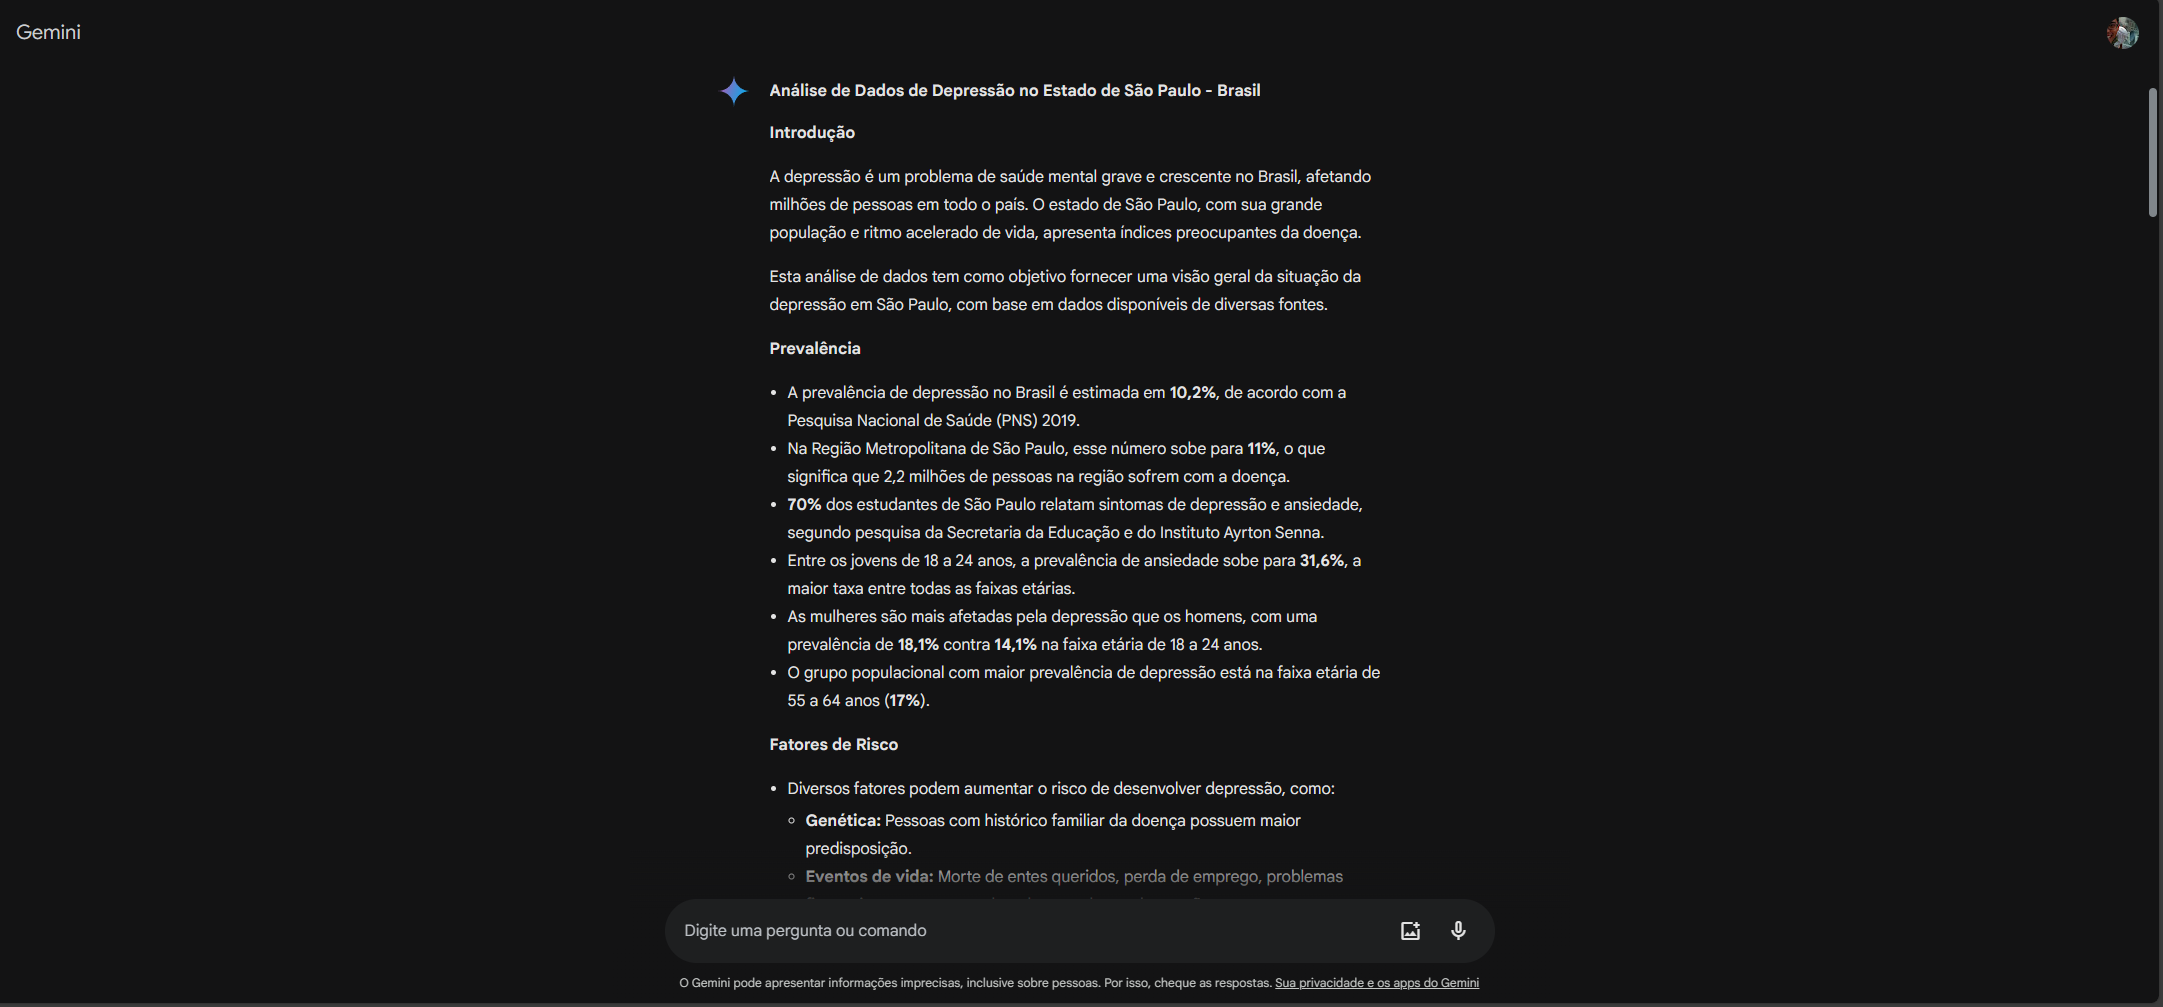 Gemini
Análise de Dados de Depressão no Estado de São Paulo - Brasil
Introdução
A depressão é um problema de saúde mental grave e crescente no Brasil, afetando
milhões de pessoas em todo o país. O estado de São Paulo, com sua grande
população e ritmo acelerado de vida, apresenta índices preocupantes da doença.
Esta análise de dados tem como objetivo fornecer uma visão geral da situação da
depressão em São Paulo, com base em dados disponíveis de diversas fontes.
Prevalência
• A prevalência de depressão no Brasil é estimada em 10,2%, de acordo com a
Pesquisa Nacional de Saúde (PNS) 2019.
• Na Região Metropolitana de São Paulo, esse número sobe para 11%, o que
significa que 2,2 milhões de pessoas na região sofrem com a doença.
• 70% dos estudantes de São Paulo relatam sintomas de depressão e ansiedade,
segundo pesquisa da Secretaria da Educação e do Instituto Ayrton Senna.
• Entre os jovens de 18 a 24 anos, a prevalência de ansiedade sobe para 31,6%, a
maior taxa entre todas as faixas etárias.
• As mulheres são mais afetadas pela depressão que os homens, com uma
prevalência de 18,1% contra 14,1% na faixa etária de 18 a 24 anos.
• O grupo populacional com maior prevalência de depressão está na faixa etária de
55 a 64 anos (17%).
Fatores de Risco
• Diversos fatores podem aumentar o risco de desenvolver depressão, como:
◦ Genética: Pessoas com histórico familiar da doença possuem maior
predisposição.
◦ Eventos de vida: Morte de entes queridos, perda de emprego, problemas
Digite uma pergunta ou comando
O Gemini pode apresentar informações imprecisas, inclusive sobre pessoas. Por isso, cheque as respostas. Sua privacidade e os apps do Gemini